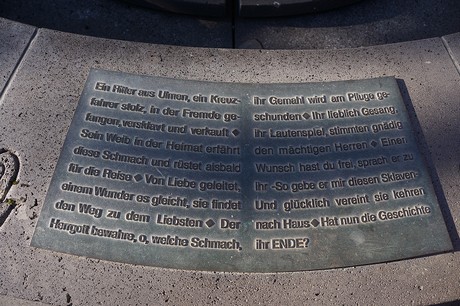 Ein Ritter aus Ulmen, ein Kreuz-
fahrer stolz, in der Fremde ge-
fangen, versklavt und verkauft ◆
Sein Weib in der Heimat erfährt
diese Schmach und rüstet alsbald
für die Reise ◆ Von Liebe geleitet,
einem Wunder es gleicht, sie findet
den Weg zu dem Liebsten ◆ Der
Herrgott bewahre, o, welche Schmach,
ihr Gemahl wird am Pfluge ge-
schunden ◆ Ihr lieblich Gesang,
ihr Lautenspiel, stimmten gnädig
den mächtigen Herren ◆ Einen
Wunsch hast du frei, sprach er zu
ihr -So gebe er mir diesen Sklaven-
Und glücklich vereint sie kehren
nach Haus ◆ Hat nun die Geschichte
ihr ENDE?